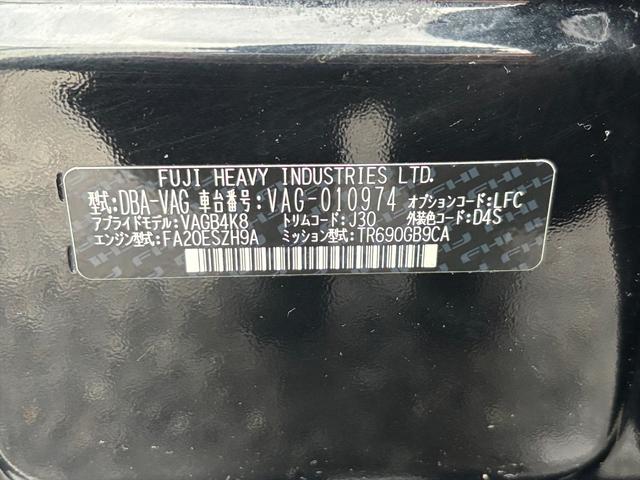 FUJI HEAVY INDUSTRIES LTD.
型式:DBA-VAG 車台番号:VAG-010974 オプションコード:LFC
アプライドモデル:VAGB4K8 トリムコード:J30 外装色コード:D4S
エンジン型式:FA20ESZH9A ミッション型式:TR690GB9CA